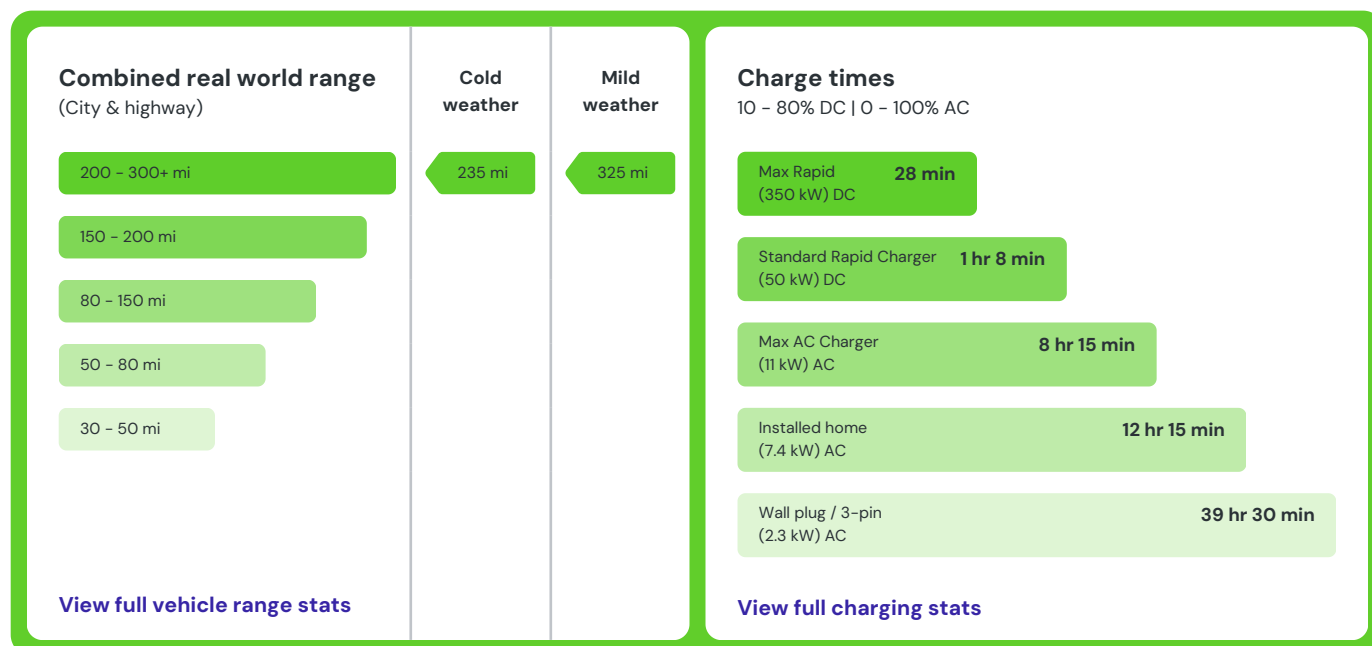 Combined real world range
(City & highway)
Cold
weather
Mild
weather
200 - 300+ mi
235 mi
325 mi
150 - 200 mi
80 - 150 mi
50 - 80 mi
30 - 50 mi
View full vehicle range stats
Charge times
10 - 80% DC | 0 - 100% AC
Max Rapid
(350 kW) DC
28 min
Standard Rapid Charger
(50 kW) DC
1 hr 8 min
Max AC Charger
(11 kW) AC
8 hr 15 min
Installed home
(7.4 kW) AC
12 hr 15 min
Wall plug / 3-pin
(2.3 kW) AC
39 hr 30 min
View full charging stats